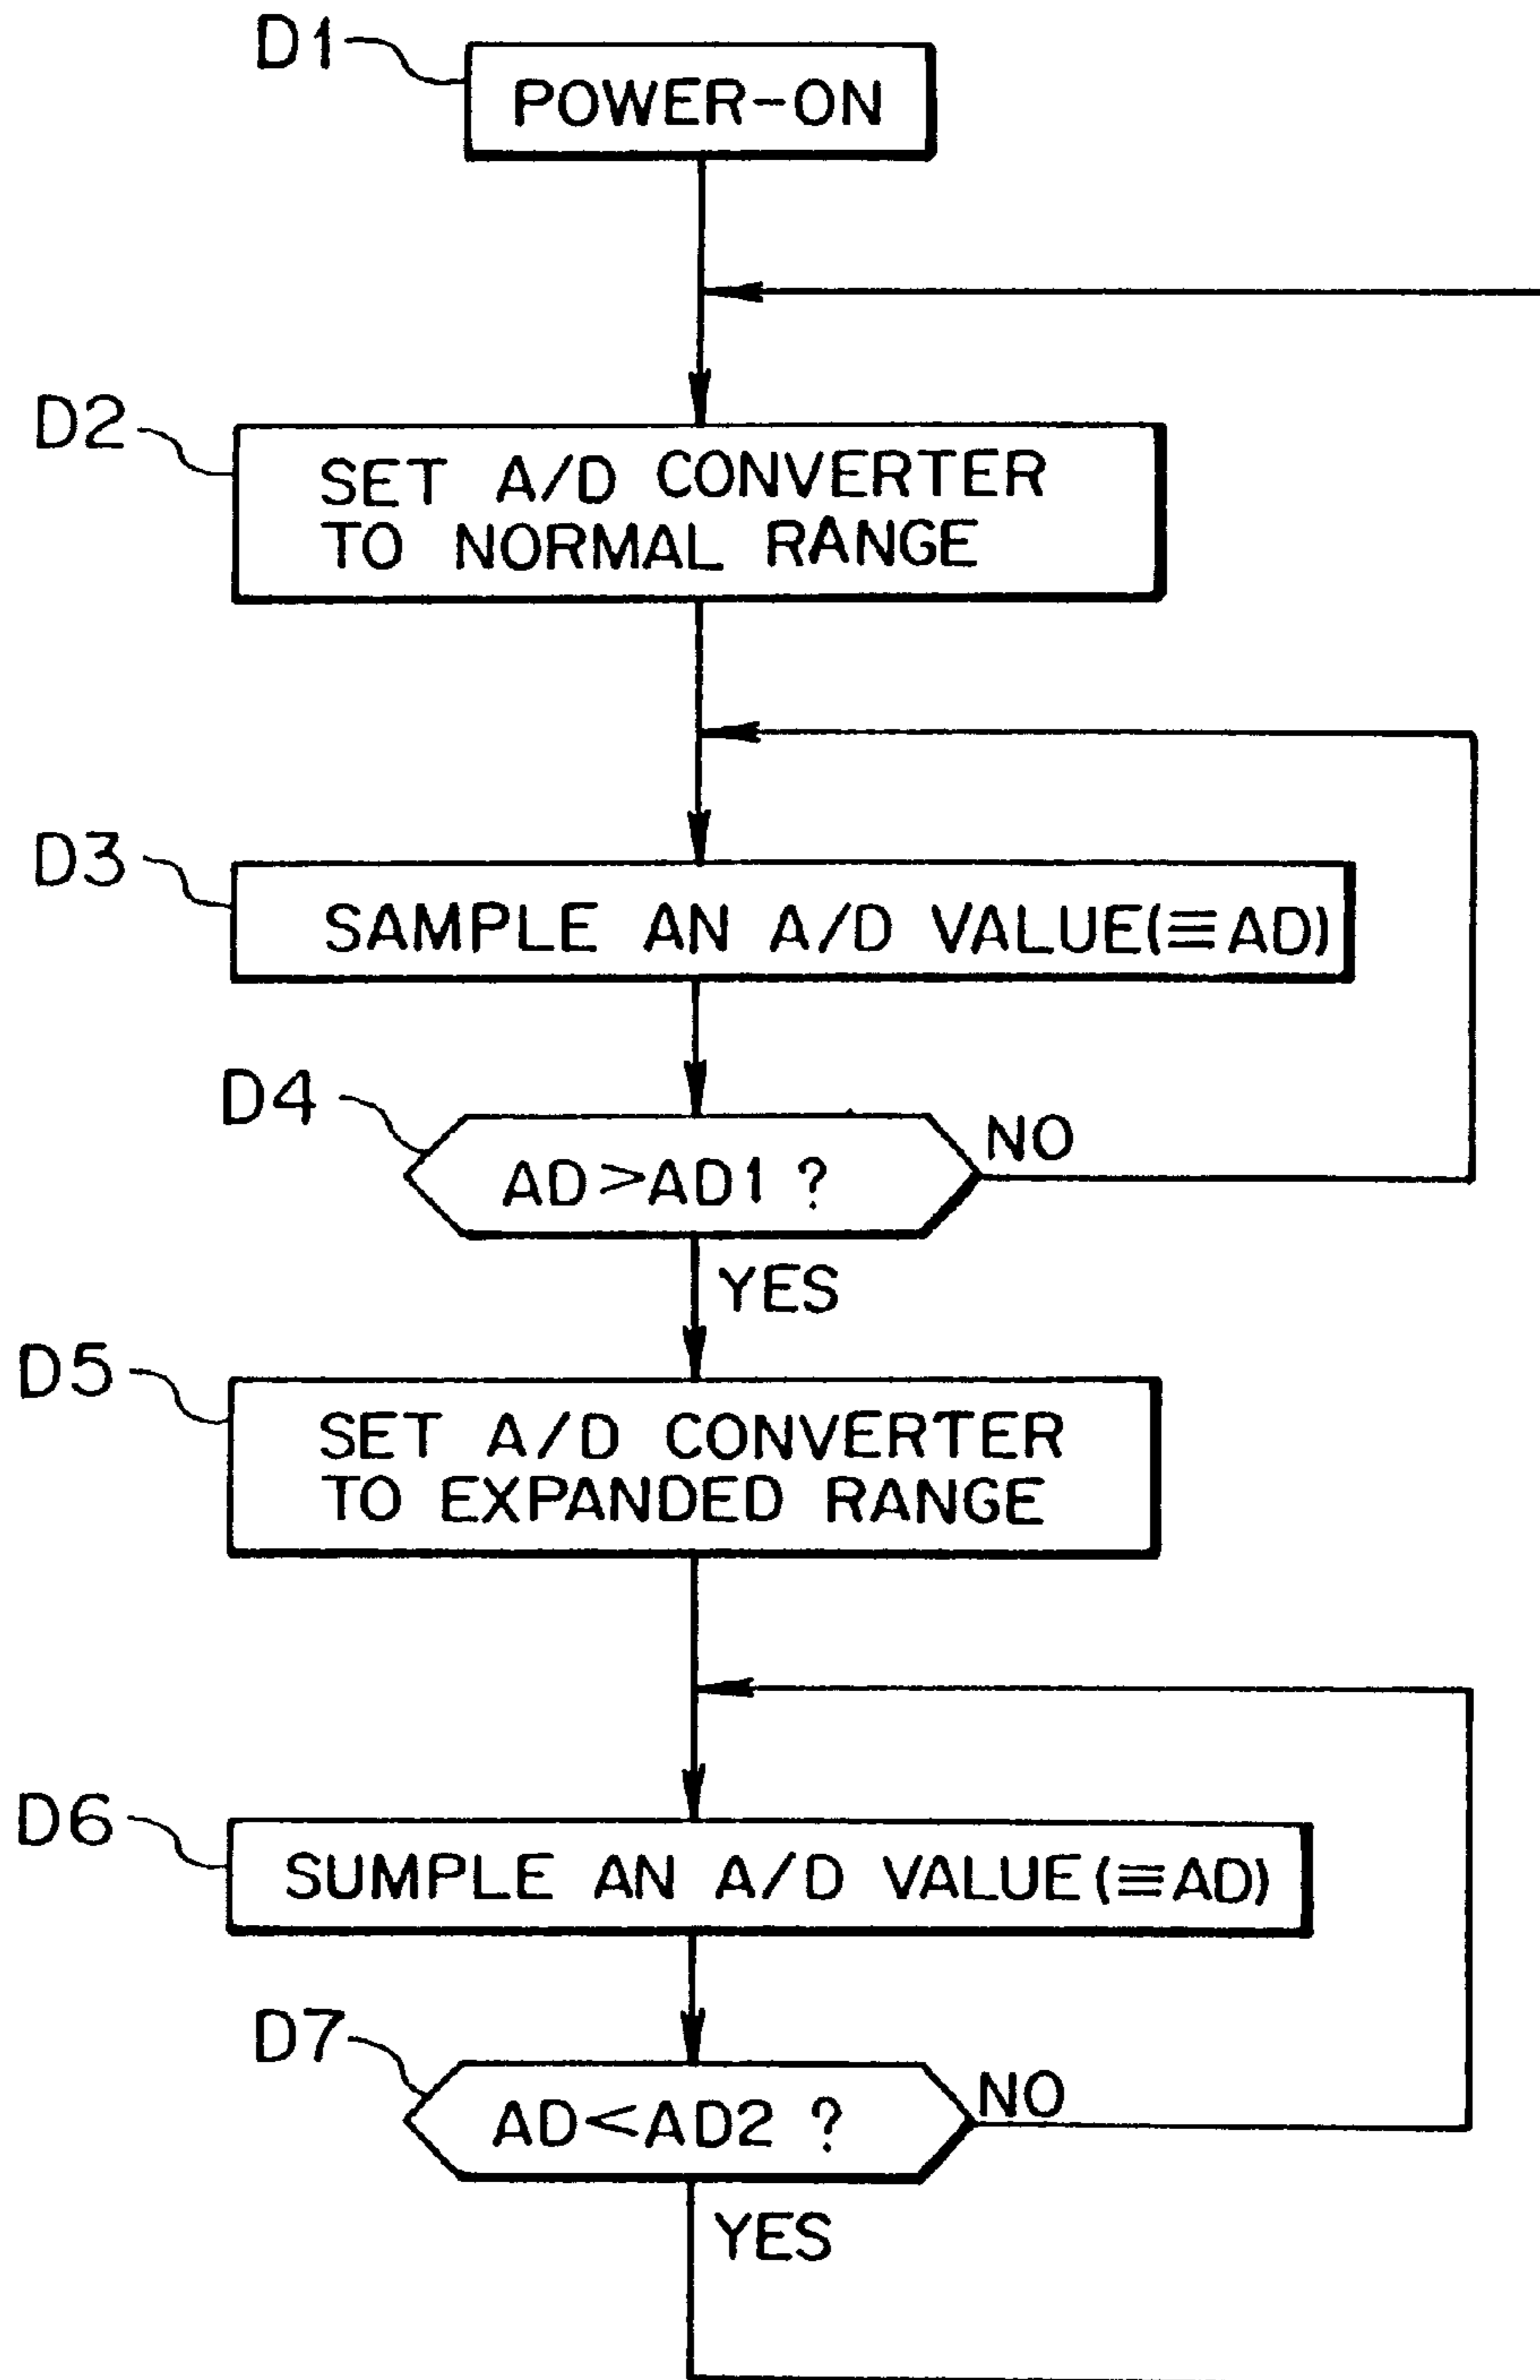 D1
POWER-ON
D2
SET A/D CONVERTER
TO NORMAL RANGE
D3
SAMPLE AN A/D VALUE(≡AD)
D4
AD>AD1 ?
NO
YES
D5
SET A/D CONVERTER
TO EXPANDED RANGE
D6
SUMPLE AN A/D VALUE(≡AD)
D7
AD<AD2 ?
NO
YES